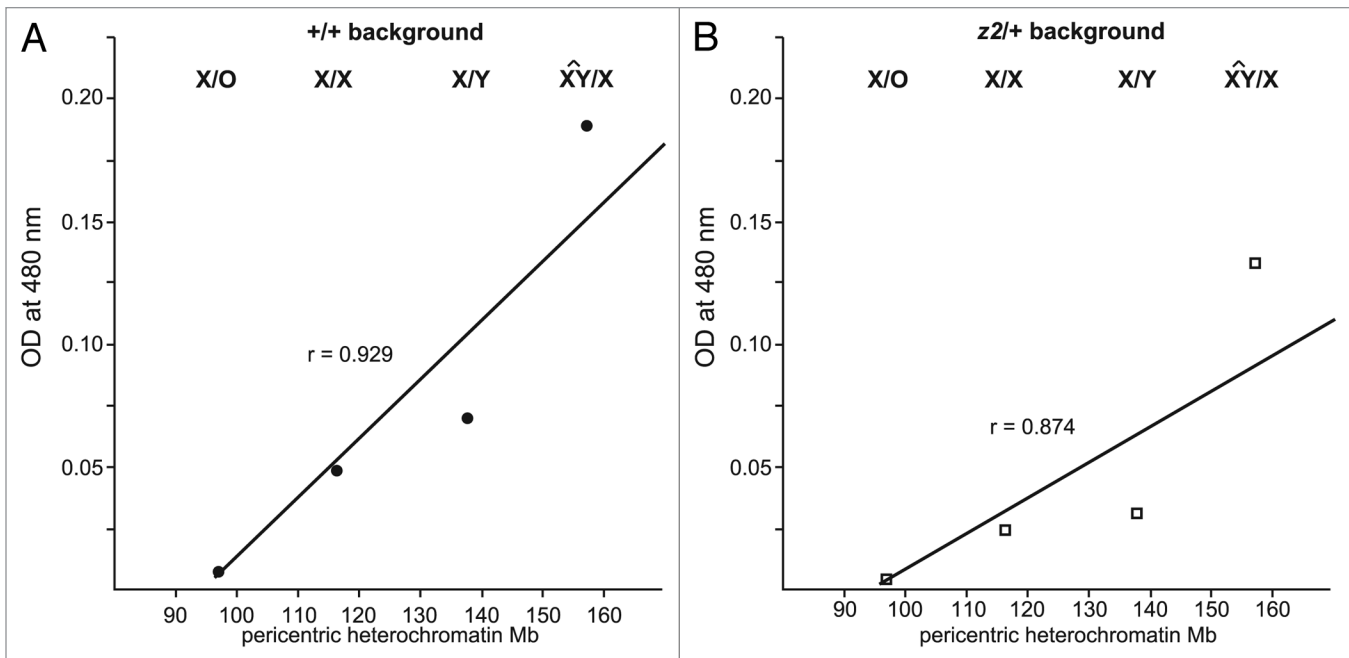 A
+/+ background
X/O X/X X/Y X͡Y/X
0.20
0.15
0.10
0.05
OD at 480 nm
r = 0.929
90 100 110 120 130 140 150 160
pericentric heterochromatin Mb
B
z2/+ background
X/O X/X X/Y X͡Y/X
0.20
0.15
0.10
0.05
OD at 480 nm
r = 0.874
90 100 110 120 130 140 150 160
pericentric heterochromatin Mb